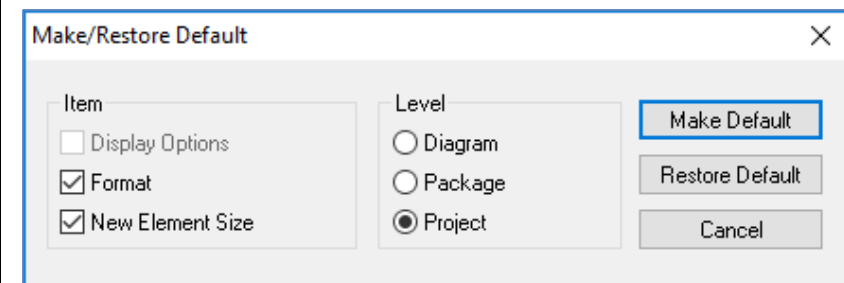 Make/Restore Default
Item
Display Options
Format
New Element Size
Level
Diagram
Package
Project
Make Default
Restore Default
Cancel